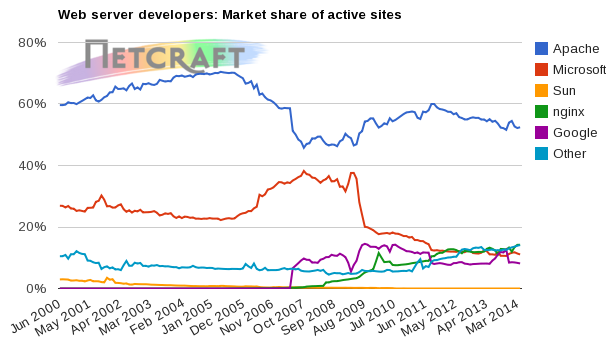 Web server developers: Market share of active sites
NETCRAFT
80%
60%
40%
20%
0%
Apache
Microsoft
Sun
nginx
Google
Other
Jun 2000
May 2001
Apr 2002
Mar 2003
Feb 2004
Jan 2005
Dec 2005
Nov 2006
Oct 2007
Sep 2008
Aug 2009
Jul 2010
Jun 2011
May 2012
Apr 2013
Mar 2014